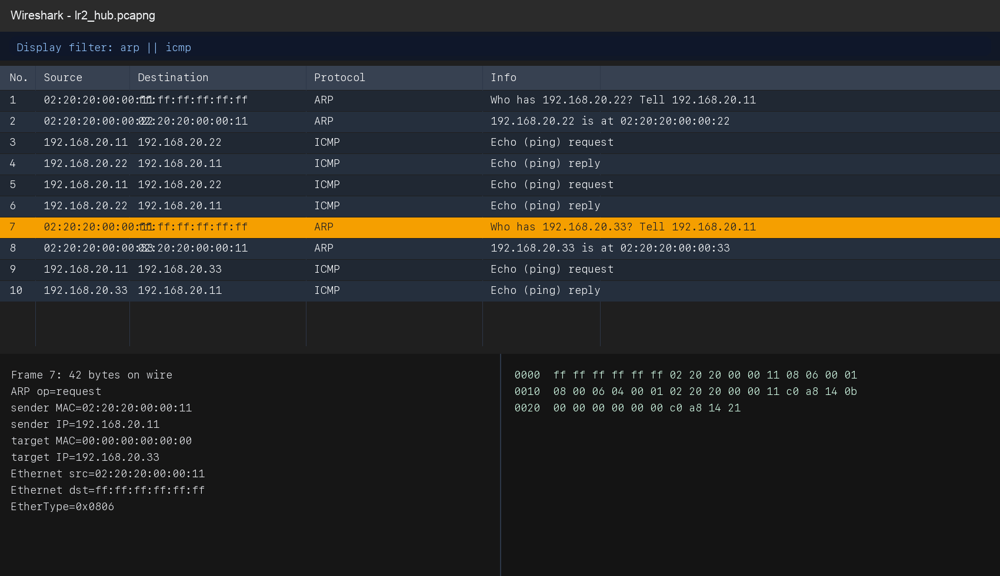 Wireshark - lr2_hub.pcapng
Display filter: arp || icmp
No. Source Destination Protocol Info
1 02:20:20:00:00:11 ff:ff:ff:ff:ff:ff ARP Who has 192.168.20.22? Tell 192.168.20.11
2 02:20:20:00:00:22 02:20:20:00:00:11 ARP 192.168.20.22 is at 02:20:20:00:00:22
3 192.168.20.11 192.168.20.22 ICMP Echo (ping) request
4 192.168.20.22 192.168.20.11 ICMP Echo (ping) reply
5 192.168.20.11 192.168.20.22 ICMP Echo (ping) request
6 192.168.20.22 192.168.20.11 ICMP Echo (ping) reply
7 02:20:20:00:00:11 ff:ff:ff:ff:ff:ff ARP Who has 192.168.20.33? Tell 192.168.20.11
8 02:20:20:00:00:33 02:20:20:00:00:11 ARP 192.168.20.33 is at 02:20:20:00:00:33
9 192.168.20.11 192.168.20.33 ICMP Echo (ping) request
10 192.168.20.33 192.168.20.11 ICMP Echo (ping) reply
Frame 7: 42 bytes on wire
ARP op=request
sender MAC=02:20:20:00:00:11
sender IP=192.168.20.11
target MAC=00:00:00:00:00:00
target IP=192.168.20.33
Ethernet src=02:20:20:00:00:11
Ethernet dst=ff:ff:ff:ff:ff:ff
EtherType=0x0806
0000 ff ff ff ff ff ff 02 20 20 00 00 11 08 06 00 01
0010 08 00 06 04 00 01 02 20 20 00 00 11 c0 a8 14 0b
0020 00 00 00 00 00 00 c0 a8 14 21